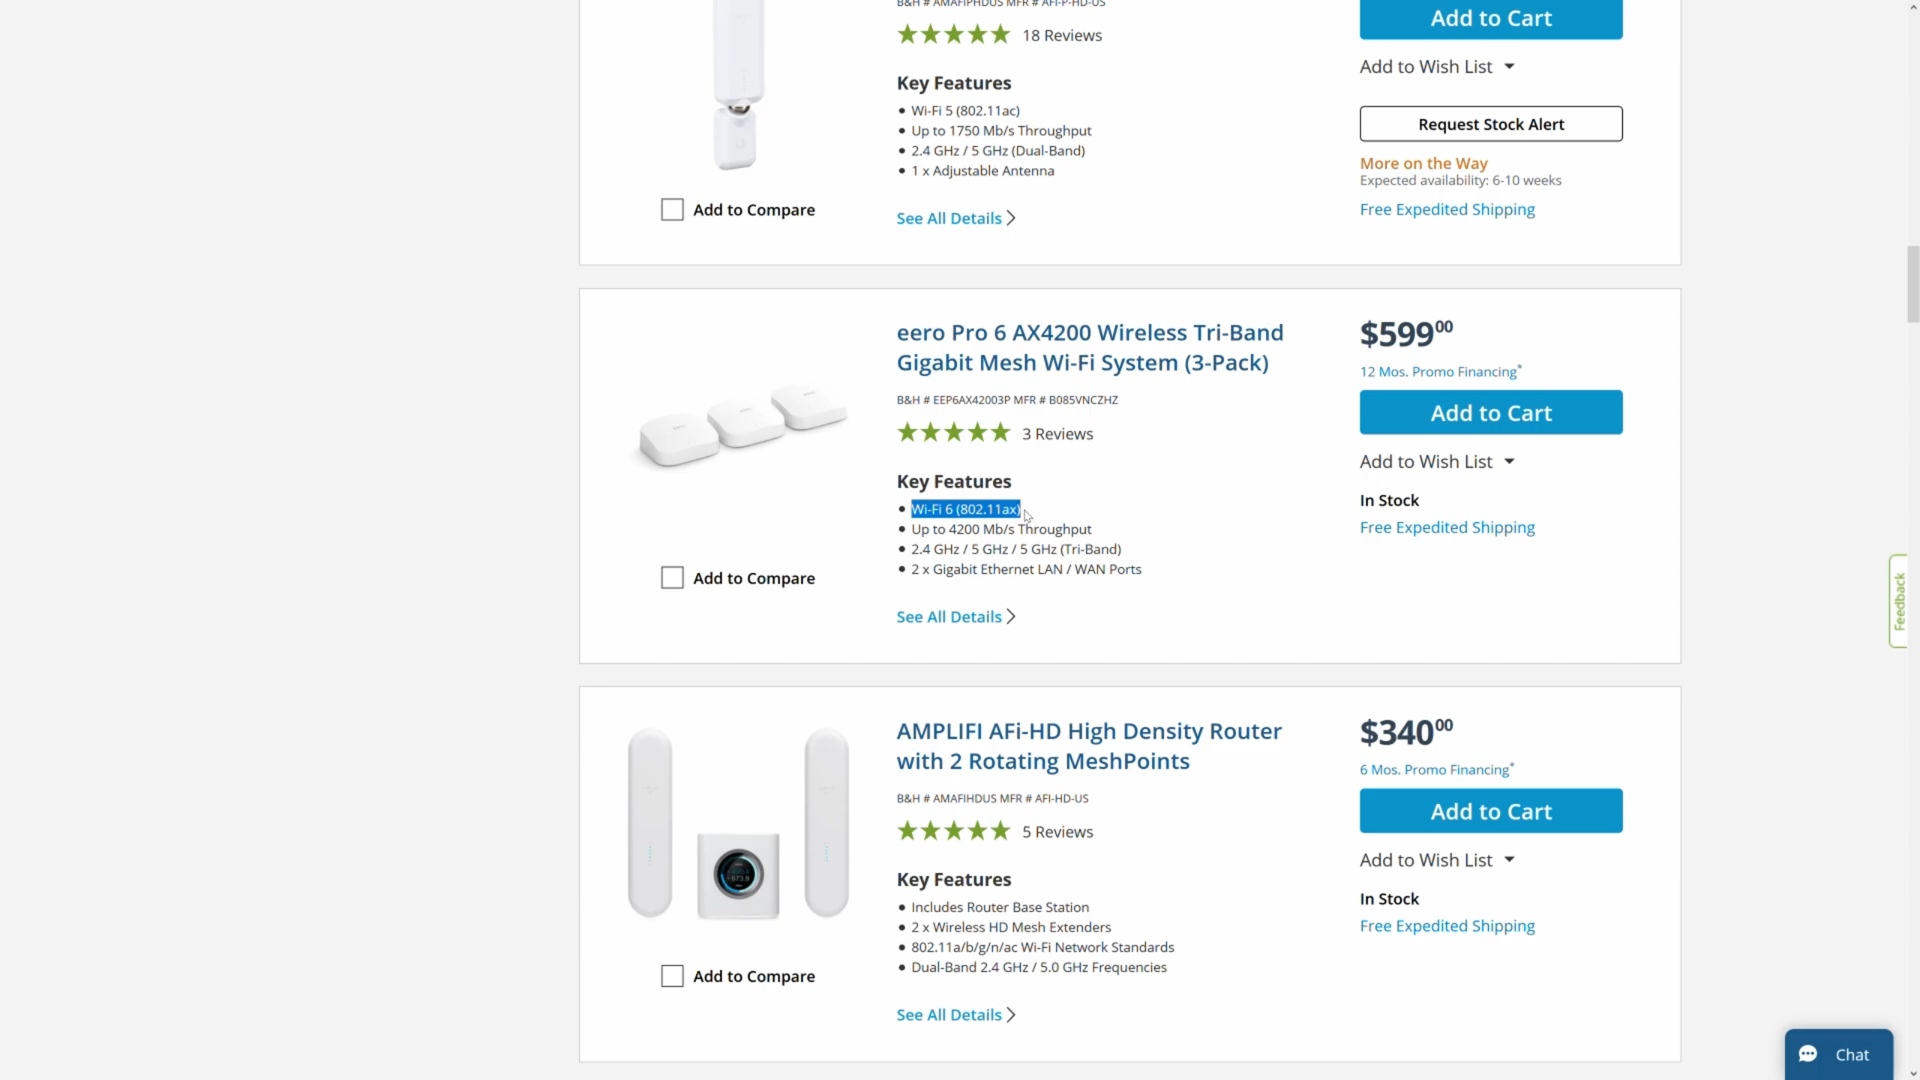 B&H # AMAFIPHDUS MFR # AFI-P-HD-US
18 Reviews
Key Features
Wi-Fi 5 (802.11ac)
Up to 1750 Mb/s Throughput
2.4 GHz / 5 GHz (Dual-Band)
1 x Adjustable Antenna
See All Details
Add to Compare
Add to Cart
Add to Wish List
Request Stock Alert
More on the Way
Expected availability: 6-10 weeks
Free Expedited Shipping
eero Pro 6 AX4200 Wireless Tri-Band
Gigabit Mesh Wi-Fi System (3-Pack)
B&H # EEP6AX42003P MFR # B085VNCZHZ
3 Reviews
Key Features
Wi-Fi 6 (802.11ax)
Up to 4200 Mb/s Throughput
2.4 GHz / 5 GHz / 5 GHz (Tri-Band)
2 x Gigabit Ethernet LAN / WAN Ports
See All Details
Add to Compare
$599.00
12 Mos. Promo Financing*
Add to Cart
Add to Wish List
In Stock
Free Expedited Shipping
AMPLIFI AFi-HD High Density Router
with 2 Rotating MeshPoints
B&H # AMAFIHDUS MFR # AFI-HD-US
5 Reviews
Key Features
Includes Router Base Station
2 x Wireless HD Mesh Extenders
802.11a/b/g/n/ac Wi-Fi Network Standards
Dual-Band 2.4 GHz / 5.0 GHz Frequencies
See All Details
Add to Compare
$340.00
6 Mos. Promo Financing*
Add to Cart
Add to Wish List
In Stock
Free Expedited Shipping
Feedback
Chat